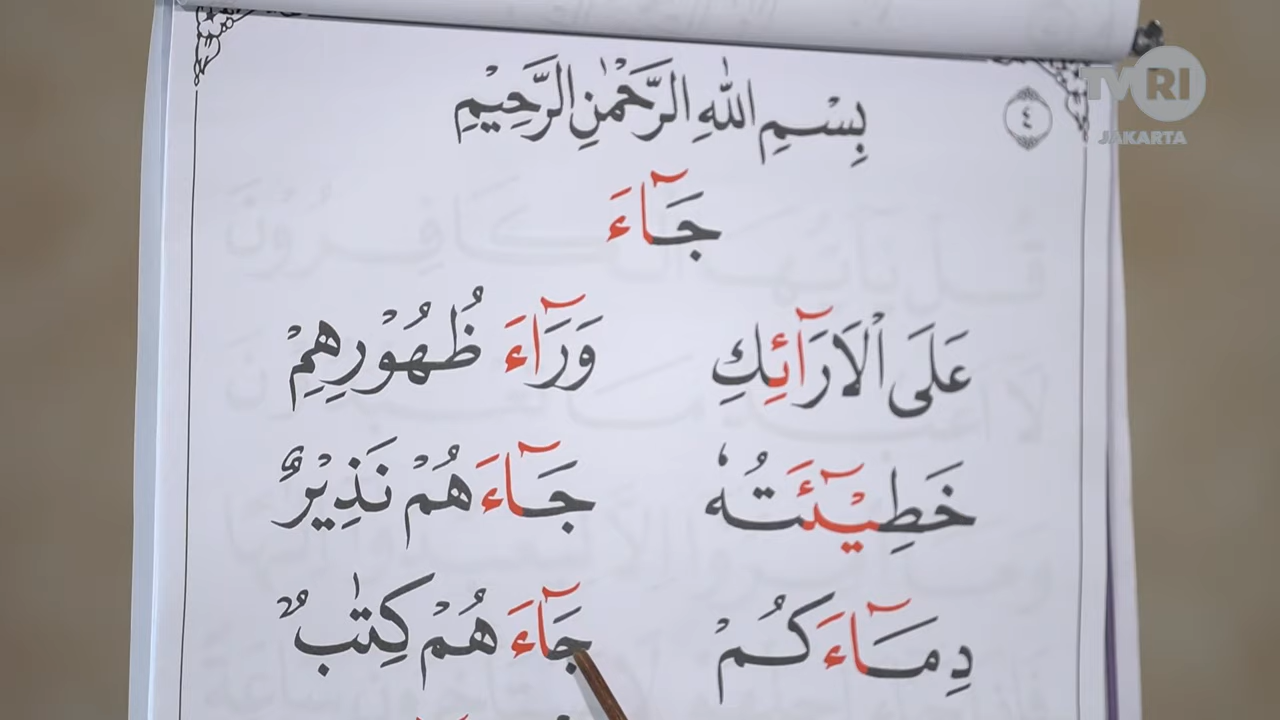 TVRI
JAKARTA
٤
بِسْمِ اللّٰهِ الرَّحْمٰنِ الرَّحِيْمِ
جَآءَ
عَلَى الْاَرَآئِكِ وَرَآءَ ظُهُوْرِهِمْ
خَطِيْٓـَٔتُهٗ جَآءَهُمْ نَذِيْرٌ
دِمَآءَكُمْ جَآءَهُمْ كِتٰبٌ